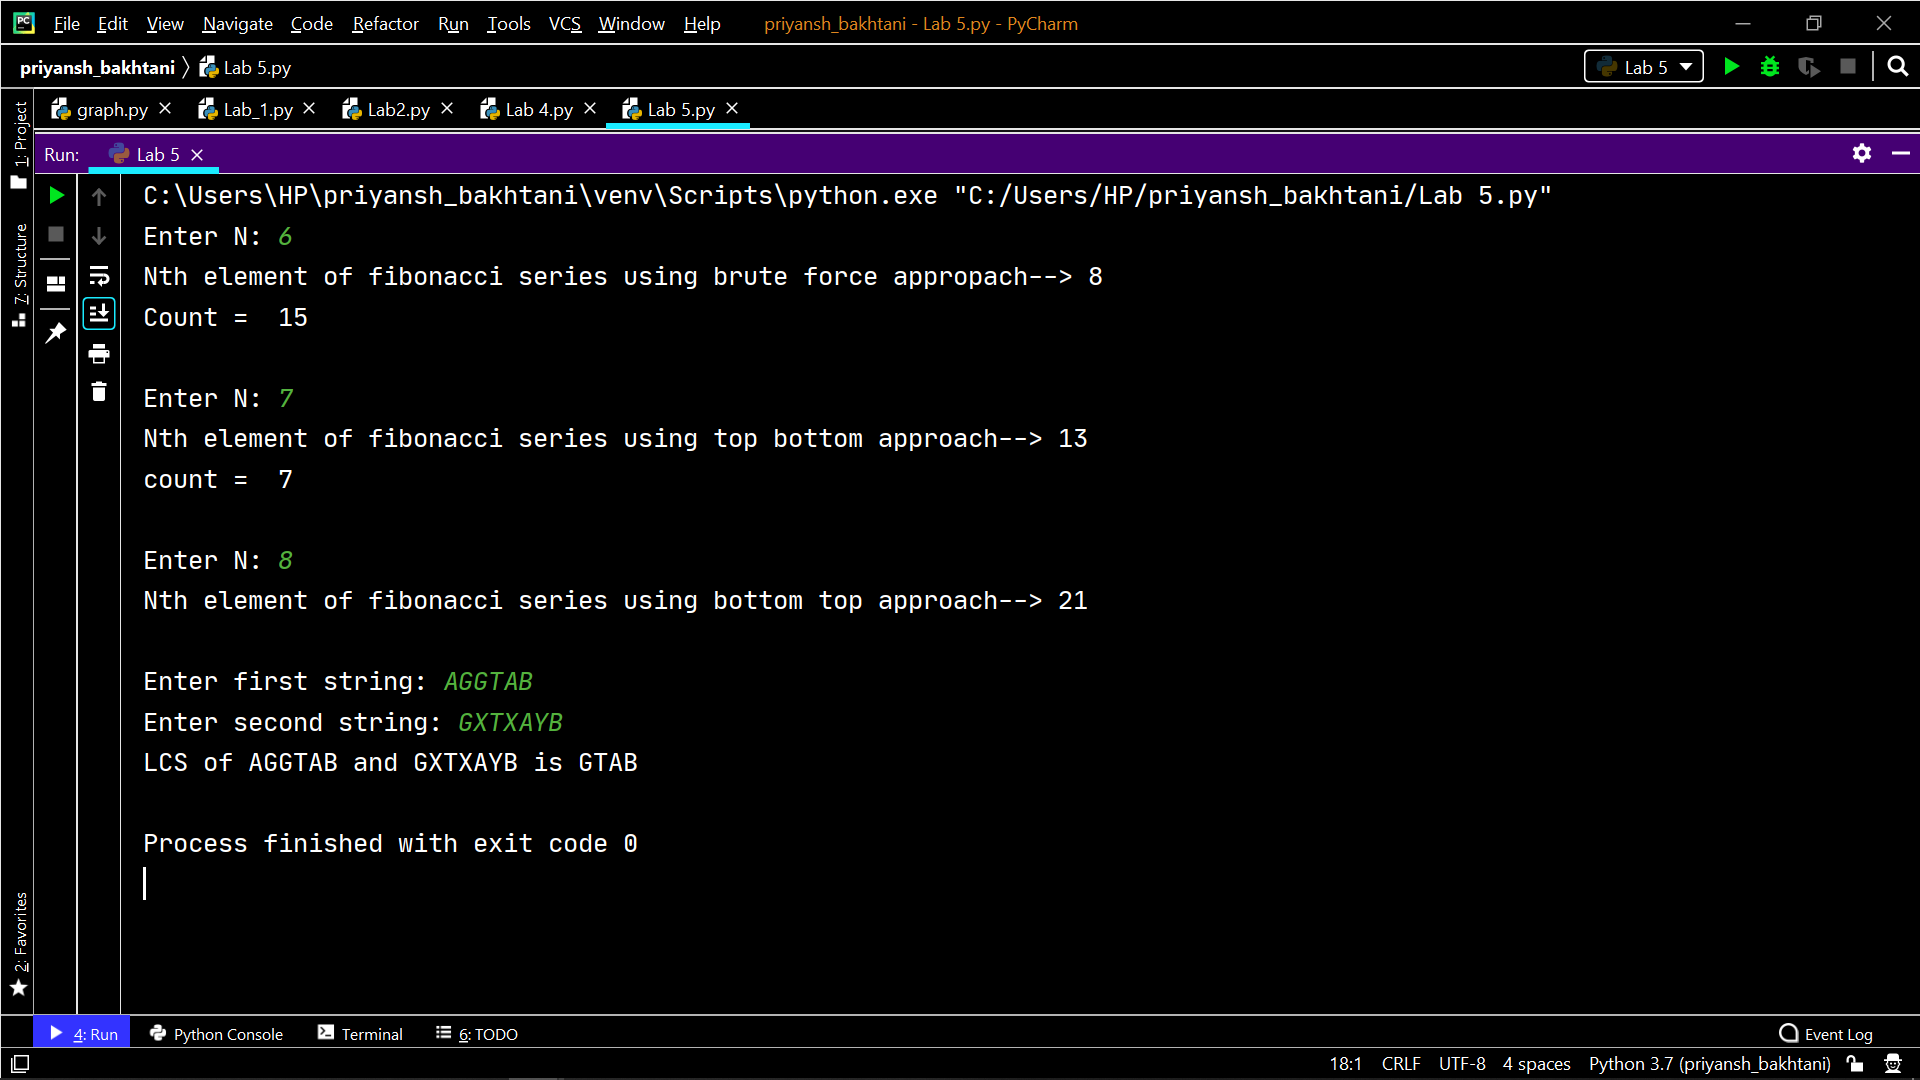 File Edit View Navigate Code Refactor Run Tools VCS Window Help priyansh_bakhtani - Lab 5.py - PyCharm
priyansh_bakhtani Lab 5.py Lab 5
graph.py Lab_1.py Lab2.py Lab 4.py Lab 5.py
1: Project
7: Structure
2: Favorites
Run: Lab 5
C:\Users\HP\priyansh_bakhtani\venv\Scripts\python.exe "C:/Users/HP/priyansh_bakhtani/Lab 5.py"
Enter N: 6
Nth element of fibonacci series using brute force appropach--> 8
Count =  15
Enter N: 7
Nth element of fibonacci series using top bottom approach--> 13
count =  7
Enter N: 8
Nth element of fibonacci series using bottom top approach--> 21
Enter first string: AGGTAB
Enter second string: GXTXAYB
LCS of AGGTAB and GXTXAYB is GTAB
Process finished with exit code 0
4: Run Python Console Terminal 6: TODO Event Log
18:1 CRLF UTF-8 4 spaces Python 3.7 (priyansh_bakhtani)